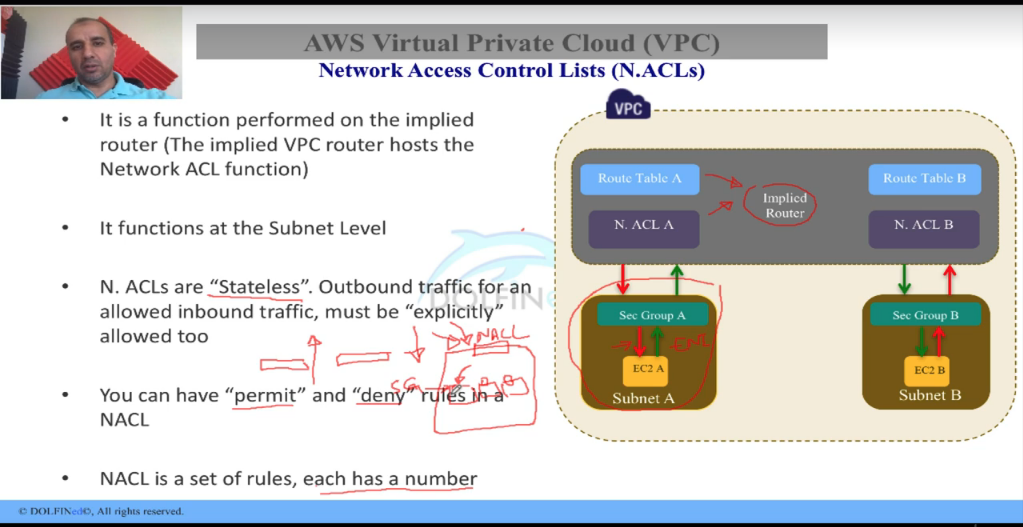 AWS Virtual Private Cloud (VPC)
Network Access Control Lists (N.ACLs)
• It is a function performed on the implied
router (The implied VPC router hosts the
Network ACL function)
• It functions at the Subnet Level
• N. ACLs are “Stateless”. Outbound traffic for an
allowed inbound traffic, must be “explicitly”
allowed too
• You can have “permit” and “deny” rules in a
NACL
• NACL is a set of rules, each has a number
NACL
SG
DOLFINe
VPC
Route Table A
Route Table B
Implied
Router
N. ACL A
N. ACL B
Sec Group A
Sec Group B
ENI
EC2 A
EC2 B
Subnet A
Subnet B
© DOLFINed©, All rights reserved.